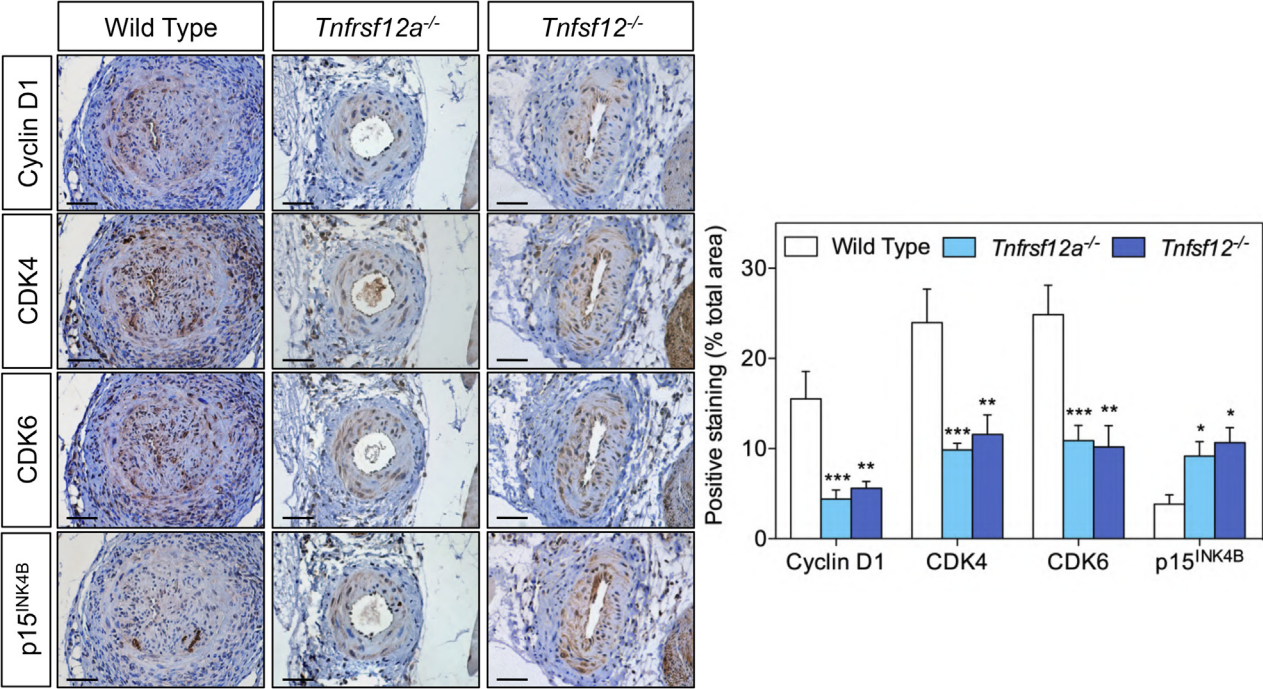 Wild Type
Tnfrsf12a-/-
Tnfsf12-/-
Cyclin D1
CDK4
CDK6
p15INK4B
Positive staining (% total area)
Wild Type Tnfrsf12a-/- Tnfsf12-/-
30
20
10
0
*** ** *** ** *** ** * *
Cyclin D1 CDK4 CDK6 p15INK4B